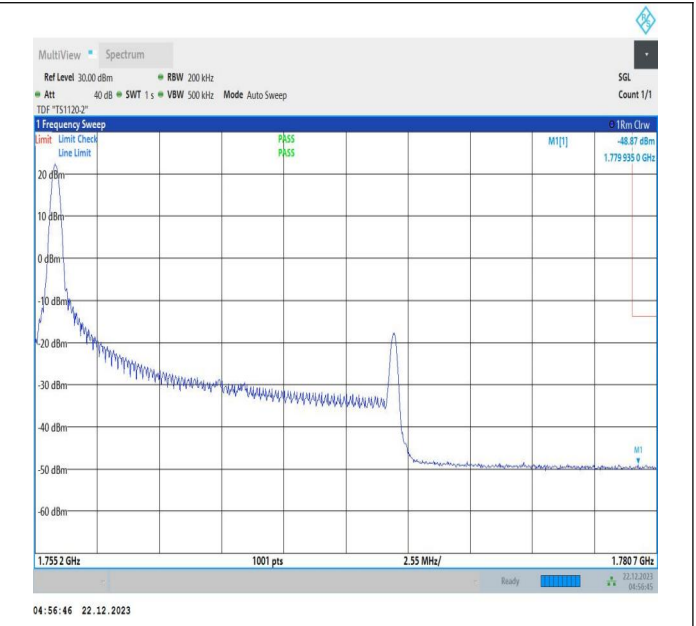 R&S
MultiView Spectrum
Ref Level 30.00 dBm RBW 200 kHz SGL
Att 40 dB SWT 1 s VBW 500 kHz Mode Auto Sweep Count 1/1
TDF "TS1120-2"
1 Frequency Sweep 1Rm Clrw
Limit Limit Check PASS M1[1] -48.87 dBm
Line Limit PASS 1.779 935 0 GHz
20 dBm
10 dBm
0 dBm
-10 dBm
-20 dBm
-30 dBm
-40 dBm
M1
-50 dBm
-60 dBm
1.755 2 GHz 1001 pts 2.55 MHz/ 1.780 7 GHz
Ready 22.12.2023
04:56:45
04:56:46 22.12.2023